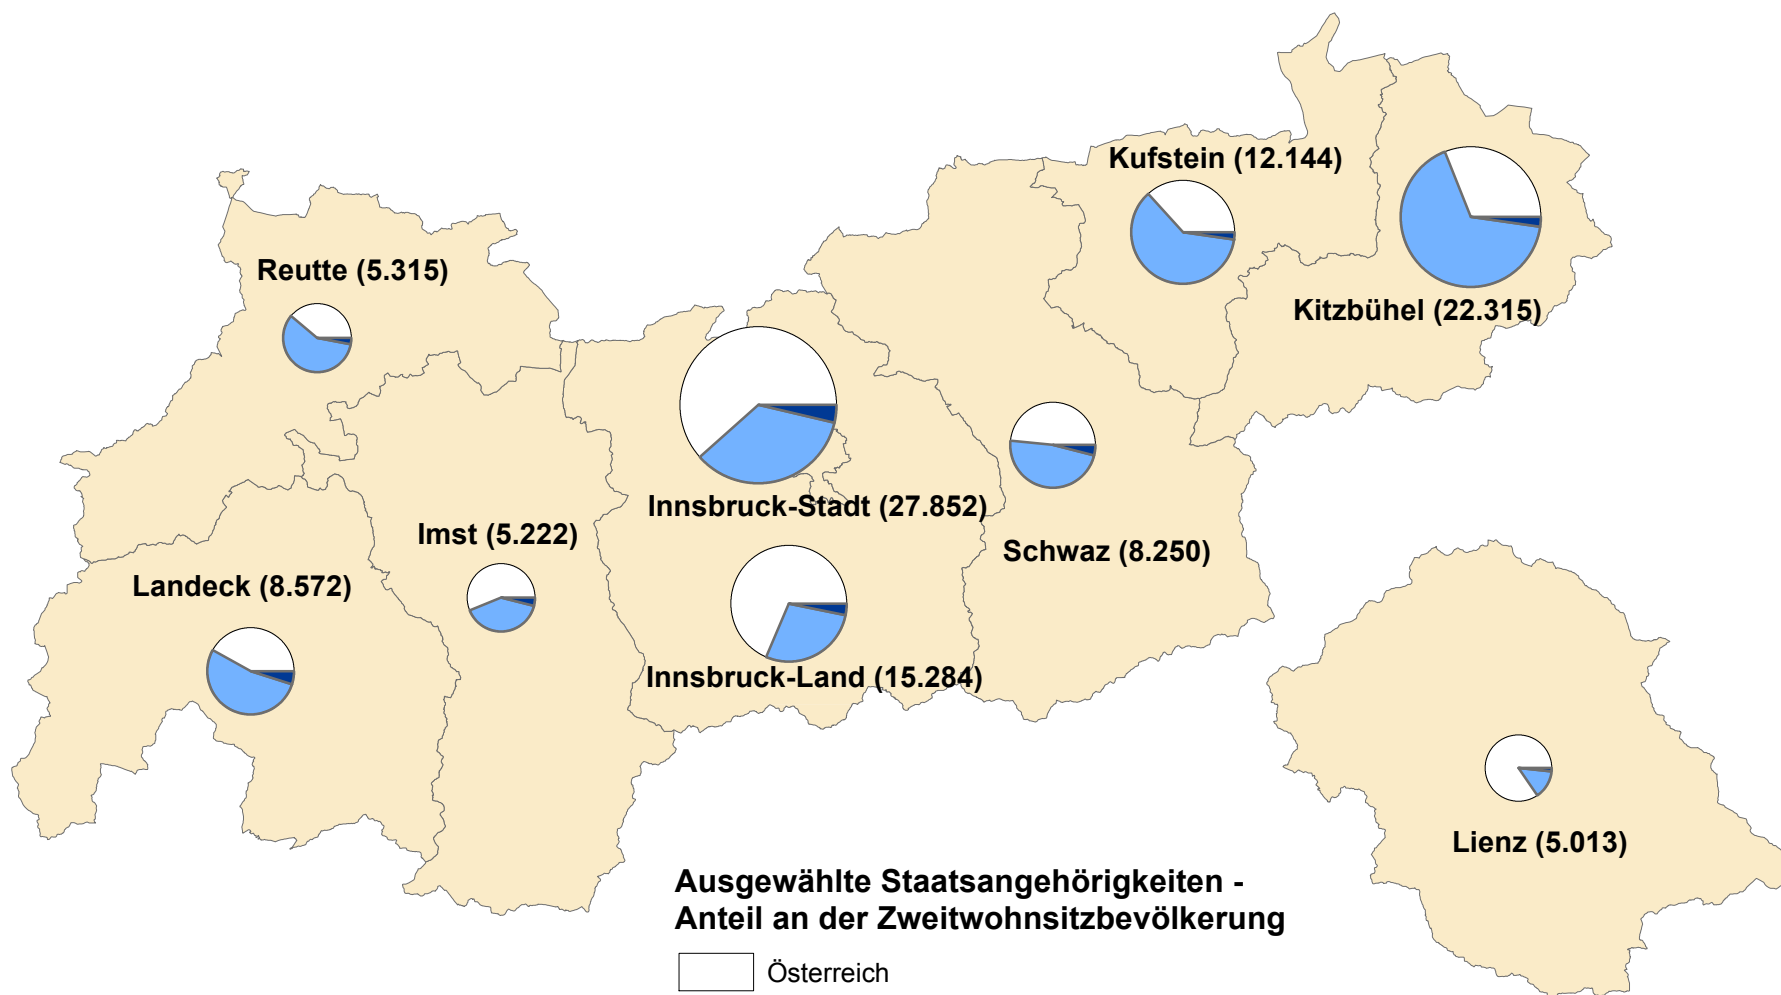 Kufstein (12.144)
Reutte (5.315)
Kitzbühel (22.315)
Innsbruck-Stadt (27.852)
Imst (5.222)
Schwaz (8.250)
Landeck (8.572)
Innsbruck-Land (15.284)
Lienz (5.013)
Ausgewählte Staatsangehörigkeiten -
Anteil an der Zweitwohnsitzbevölkerung
Österreich